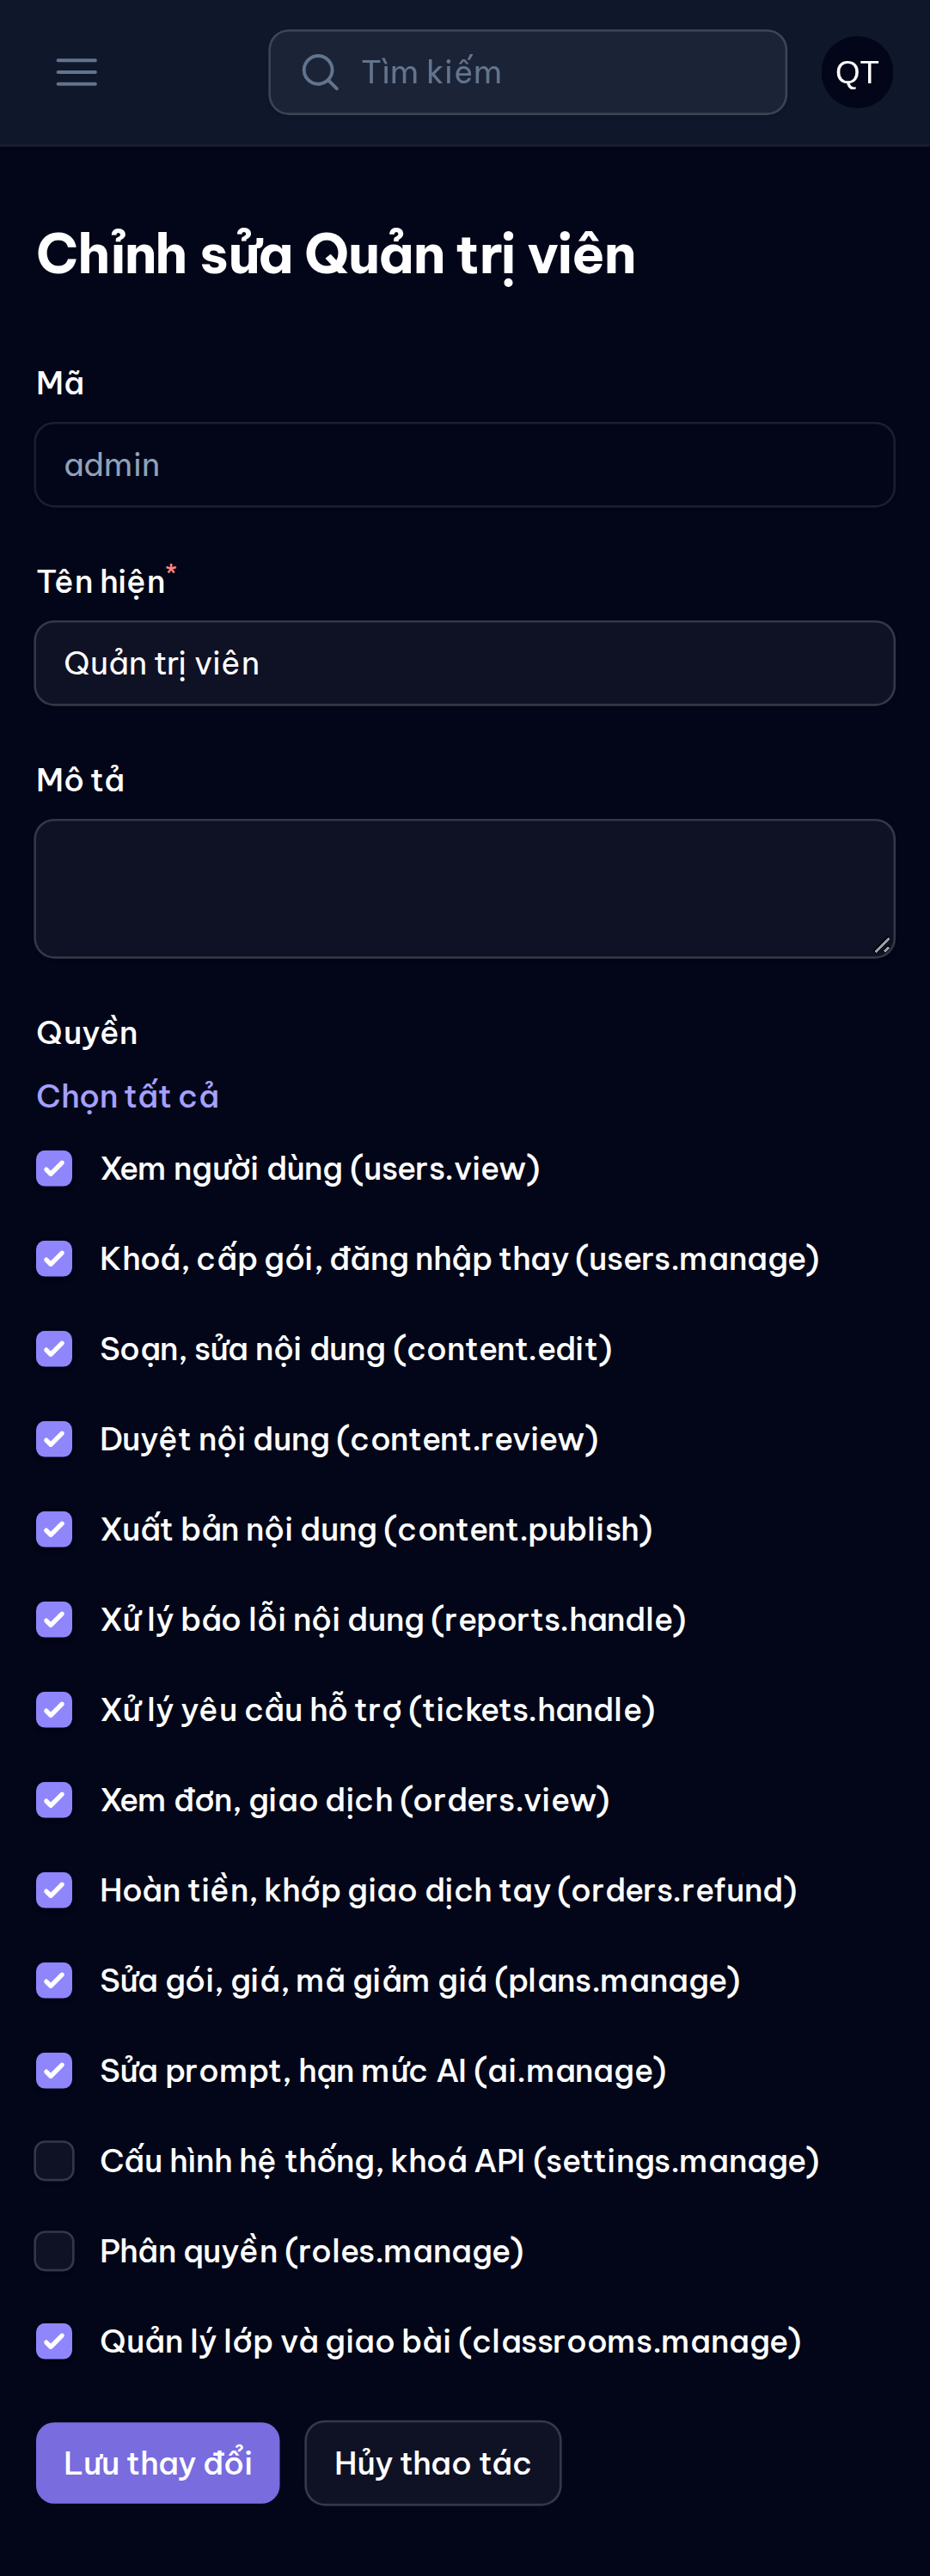 Tìm kiếm
QT
Chỉnh sửa Quản trị viên
Mã
admin
Tên hiện*
Quản trị viên
Mô tả
Quyền
Chọn tất cả
Xem người dùng (users.view)
Khoá, cấp gói, đăng nhập thay (users.manage)
Soạn, sửa nội dung (content.edit)
Duyệt nội dung (content.review)
Xuất bản nội dung (content.publish)
Xử lý báo lỗi nội dung (reports.handle)
Xử lý yêu cầu hỗ trợ (tickets.handle)
Xem đơn, giao dịch (orders.view)
Hoàn tiền, khớp giao dịch tay (orders.refund)
Sửa gói, giá, mã giảm giá (plans.manage)
Sửa prompt, hạn mức AI (ai.manage)
Cấu hình hệ thống, khoá API (settings.manage)
Phân quyền (roles.manage)
Quản lý lớp và giao bài (classrooms.manage)
Lưu thay đổi
Hủy thao tác